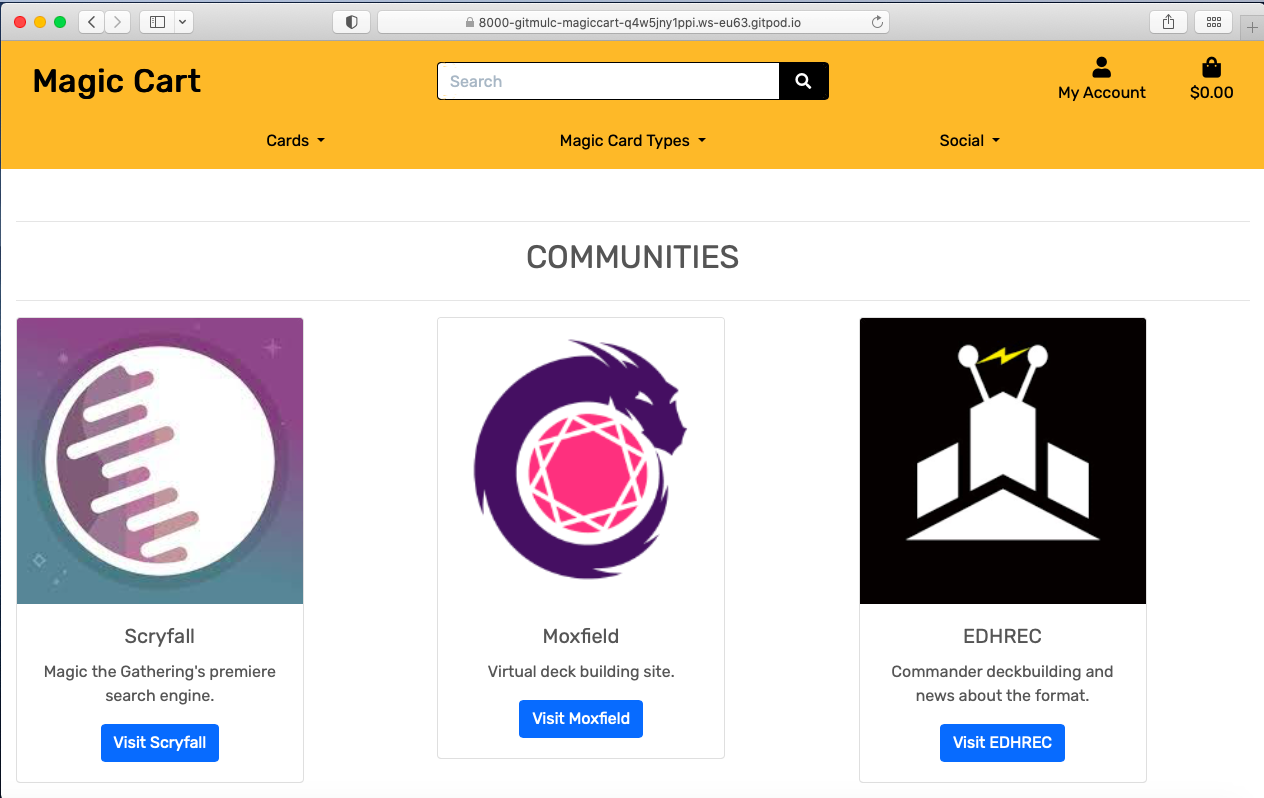 8000-gitmulc-magiccart-q4w5jny1ppi.ws-eu63.gitpod.io
Magic Cart
Search
My Account
$0.00
Cards
Magic Card Types
Social
COMMUNITIES
Scryfall
Magic the Gathering's premiere
search engine.
Visit Scryfall
Moxfield
Virtual deck building site.
Visit Moxfield
EDHREC
Commander deckbuilding and
news about the format.
Visit EDHREC